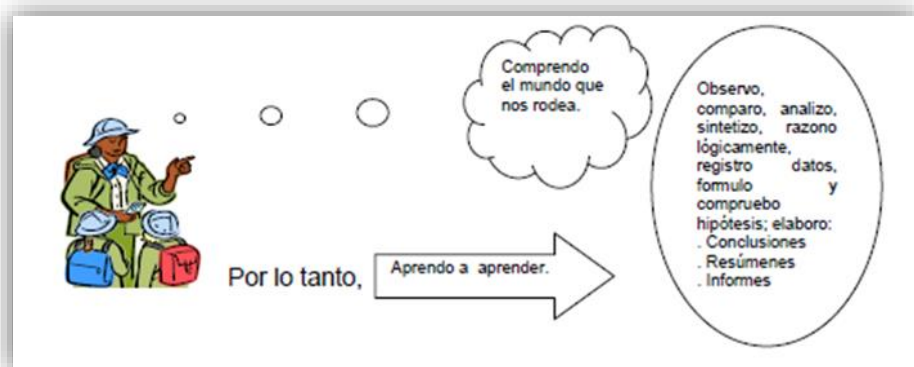 Comprendo
el mundo que
nos rodea.
Observo,
comparo, analizo,
sintetizo, razono
lógicamente,
registro datos,
formulo y
compruebo
hipótesis; elaboro:
. Conclusiones
. Resúmenes
. Informes
Por lo tanto,
Aprendo a aprender.